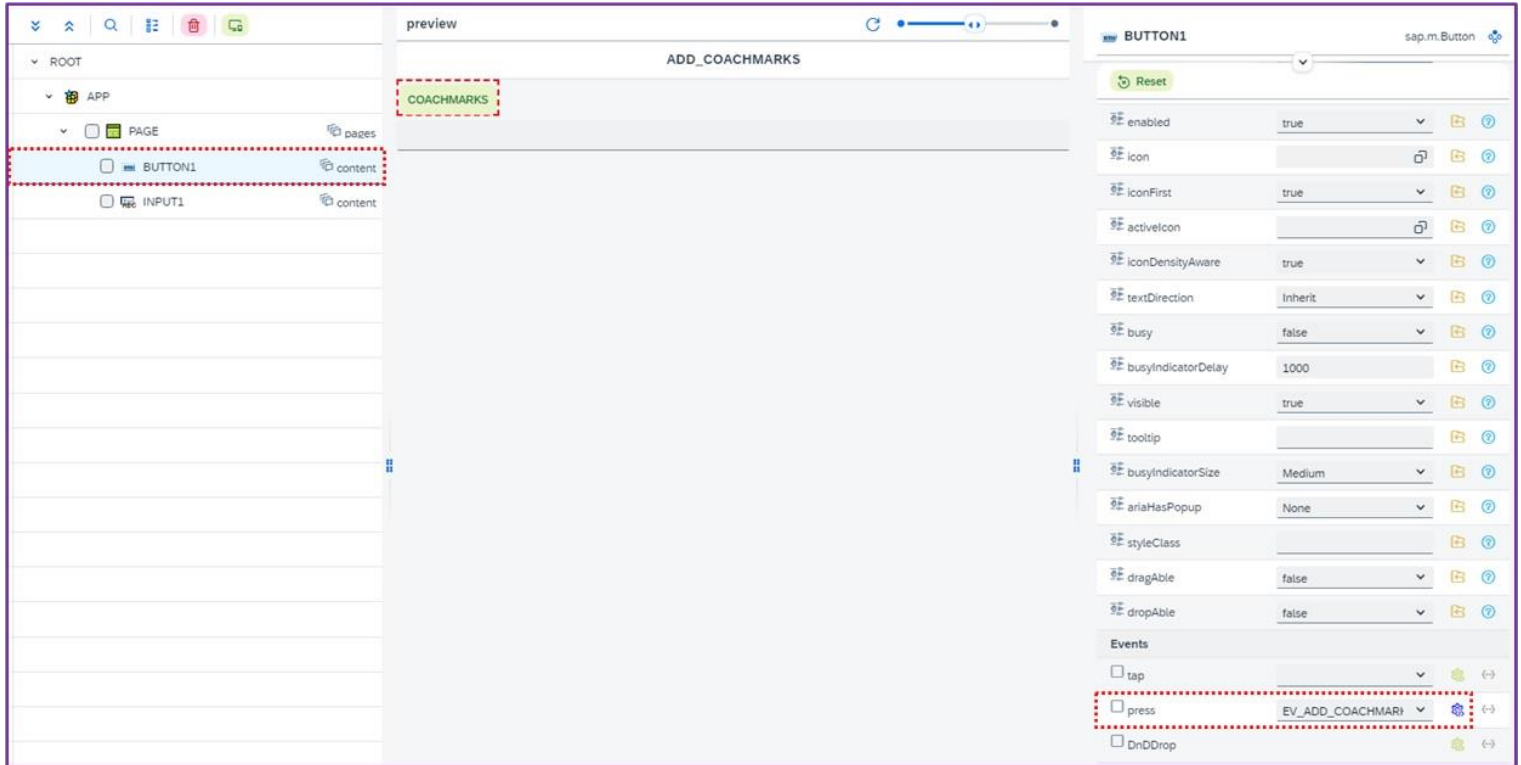 preview
ADD_COACHMARKS
COACHMARKS
ROOT
APP
PAGE pages
BUTTON1 content
INPUT1 content
BUTTON1 sap.m.Button
Reset
enabled true
icon
iconFirst true
activeIcon
iconDensityAware true
textDirection Inherit
busy false
busyIndicatorDelay 1000
visible true
tooltip
busyIndicatorSize Medium
ariaHasPopup None
styleClass
dragAble false
dropAble false
Events
tap
press EV_ADD_COACHMARK
DnDDrop